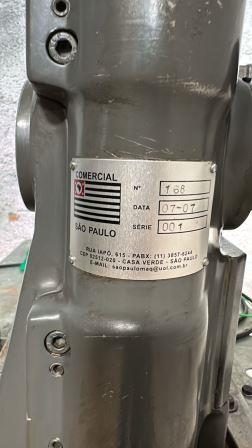 COMERCIAL
SÃO PAULO
Nº 168
DATA 07-07
SÉRIE 001
RUA IAPÓ, 615 - PABX: (11) 3857-8244
CEP 02512-020 - CASA VERDE - SÃO PAULO
E-MAIL: saopaulomaq@uol.com.br